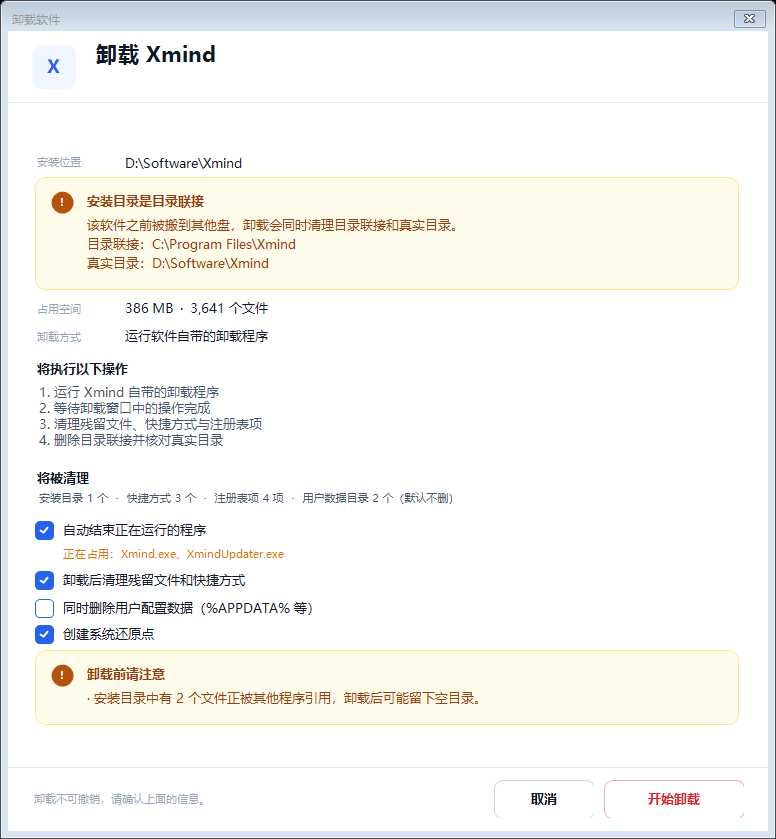 卸载软件
X
卸载 Xmind
安装位置 D:\Software\Xmind
! 安装目录是目录联接
该软件之前被搬到其他盘，卸载会同时清理目录联接和真实目录。
目录联接：C:\Program Files\Xmind
真实目录：D:\Software\Xmind
占用空间 386 MB · 3,641 个文件
卸载方式 运行软件自带的卸载程序
将执行以下操作
1. 运行 Xmind 自带的卸载程序
2. 等待卸载窗口中的操作完成
3. 清理残留文件、快捷方式与注册表项
4. 删除目录联接并核对真实目录
将被清理
安装目录 1 个 · 快捷方式 3 个 · 注册表项 4 项 · 用户数据目录 2 个（默认不删）
自动结束正在运行的程序
正在占用：Xmind.exe、XmindUpdater.exe
卸载后清理残留文件和快捷方式
同时删除用户配置数据（%APPDATA% 等）
创建系统还原点
! 卸载前请注意
· 安装目录中有 2 个文件正被其他程序引用，卸载后可能留下空目录。
卸载不可撤销，请确认上面的信息。
取消
开始卸载